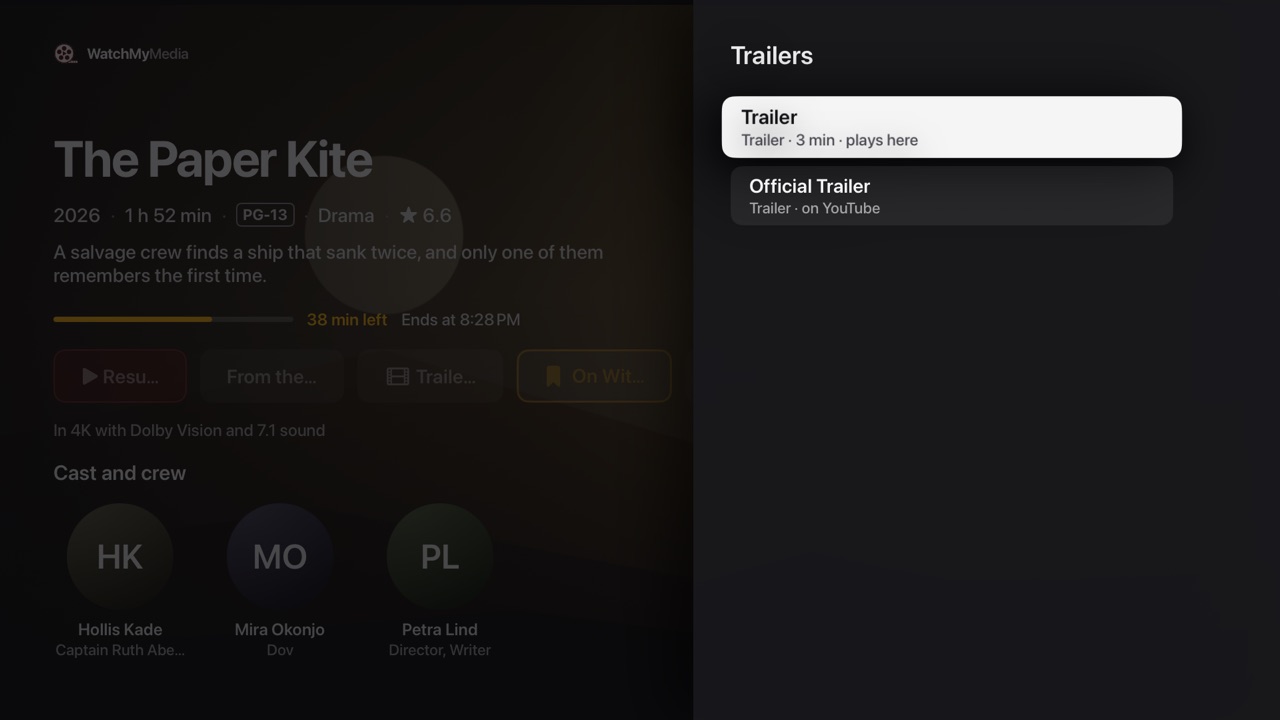 WatchMyMedia
The Paper Kite
2026 · 1 h 52 min · PG-13 · Drama · ★ 6.6
A salvage crew finds a ship that sank twice, and only one of them
remembers the first time.
38 min left Ends at 8:28 PM
Resu…
From the…
Traile…
On Wit…
In 4K with Dolby Vision and 7.1 sound
Cast and crew
HK
MO
PL
Hollis Kade
Captain Ruth Abe…
Mira Okonjo
Dov
Petra Lind
Director, Writer
Trailers
Trailer
Trailer · 3 min · plays here
Official Trailer
Trailer · on YouTube